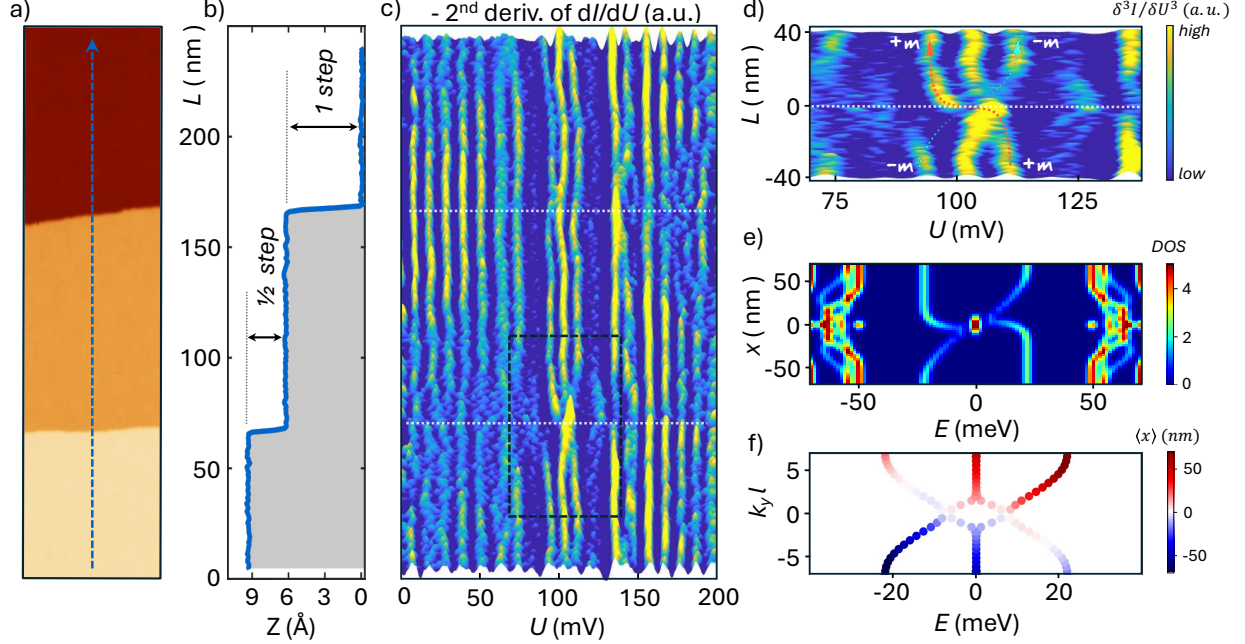 a)
b)
L ( nm )
200
150
100
50
0
1 step
½ step
9
6
3
0
Z (Å)
c)
- 2nd deriv. of dI/dU (a.u.)
0
50
100
150
200
U (mV)
d)
δ³I/δU³ (a.u.)
high
low
L ( nm )
40
0
-40
+m
-m
-m
+m
75
100
125
U (mV)
e)
DOS
x ( nm )
50
0
-50
-50
0
50
E (meV)
4
2
0
f)
⟨x⟩ (nm)
kyl
5
0
-5
-20
0
20
E (meV)
50
0
-50